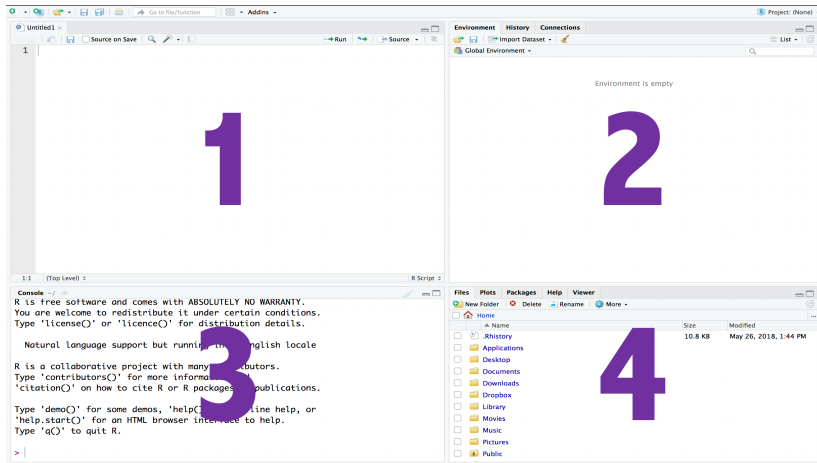 Go to file/function
Addins
Project: (None)
Untitled1
Source on Save
Run
Source
1
1
1:1 (Top Level) R Script
Environment History Connections
Import Dataset
List
Global Environment
Environment is empty
2
Console ~/
R is free software and comes with ABSOLUTELY NO WARRANTY.
You are welcome to redistribute it under certain conditions.
Type 'license()' or 'licence()' for distribution details.
Natural language support but running in an English locale
R is a collaborative project with many contributors.
Type 'contributors()' for more information and
'citation()' on how to cite R or R packages in publications.
Type 'demo()' for some demos, 'help()' for on-line help, or
'help.start()' for an HTML browser interface to help.
Type 'q()' to quit R.
>
3
Files Plots Packages Help Viewer
New Folder Delete Rename More
Home ...
Name Size Modified
.Rhistory 10.8 KB May 26, 2018, 1:44 PM
Applications
Desktop
Documents
Downloads
Dropbox
Library
Movies
Music
Pictures
Public
4